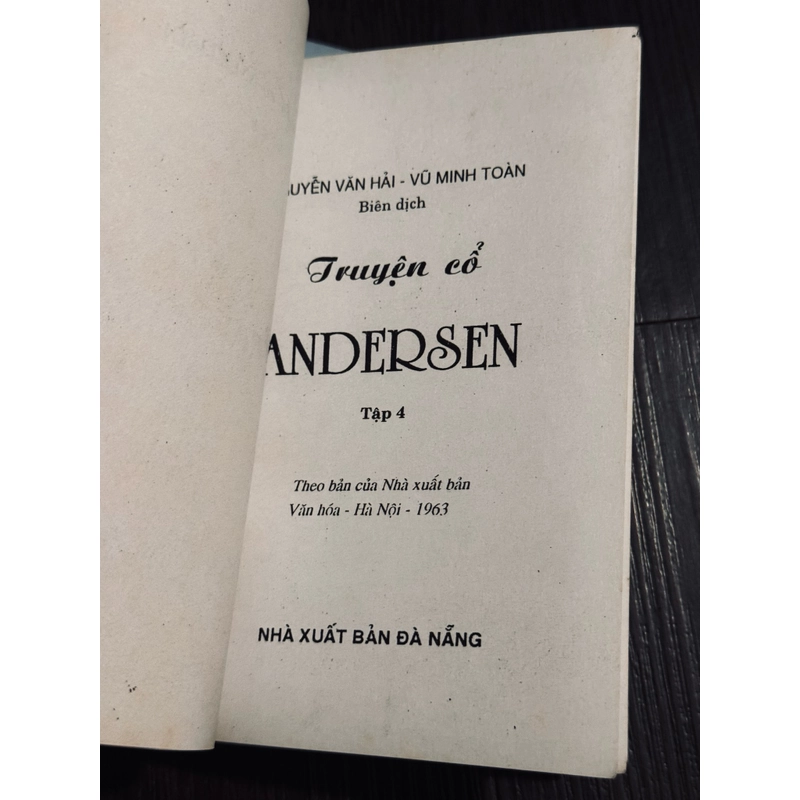 NGUYỄN VĂN HẢI - VŨ MINH TOÀN
Biên dịch
Truyện cổ
ANDERSEN
Tập 4
Theo bản của Nhà xuất bản
Văn hóa - Hà Nội - 1963
NHÀ XUẤT BẢN ĐÀ NẴNG